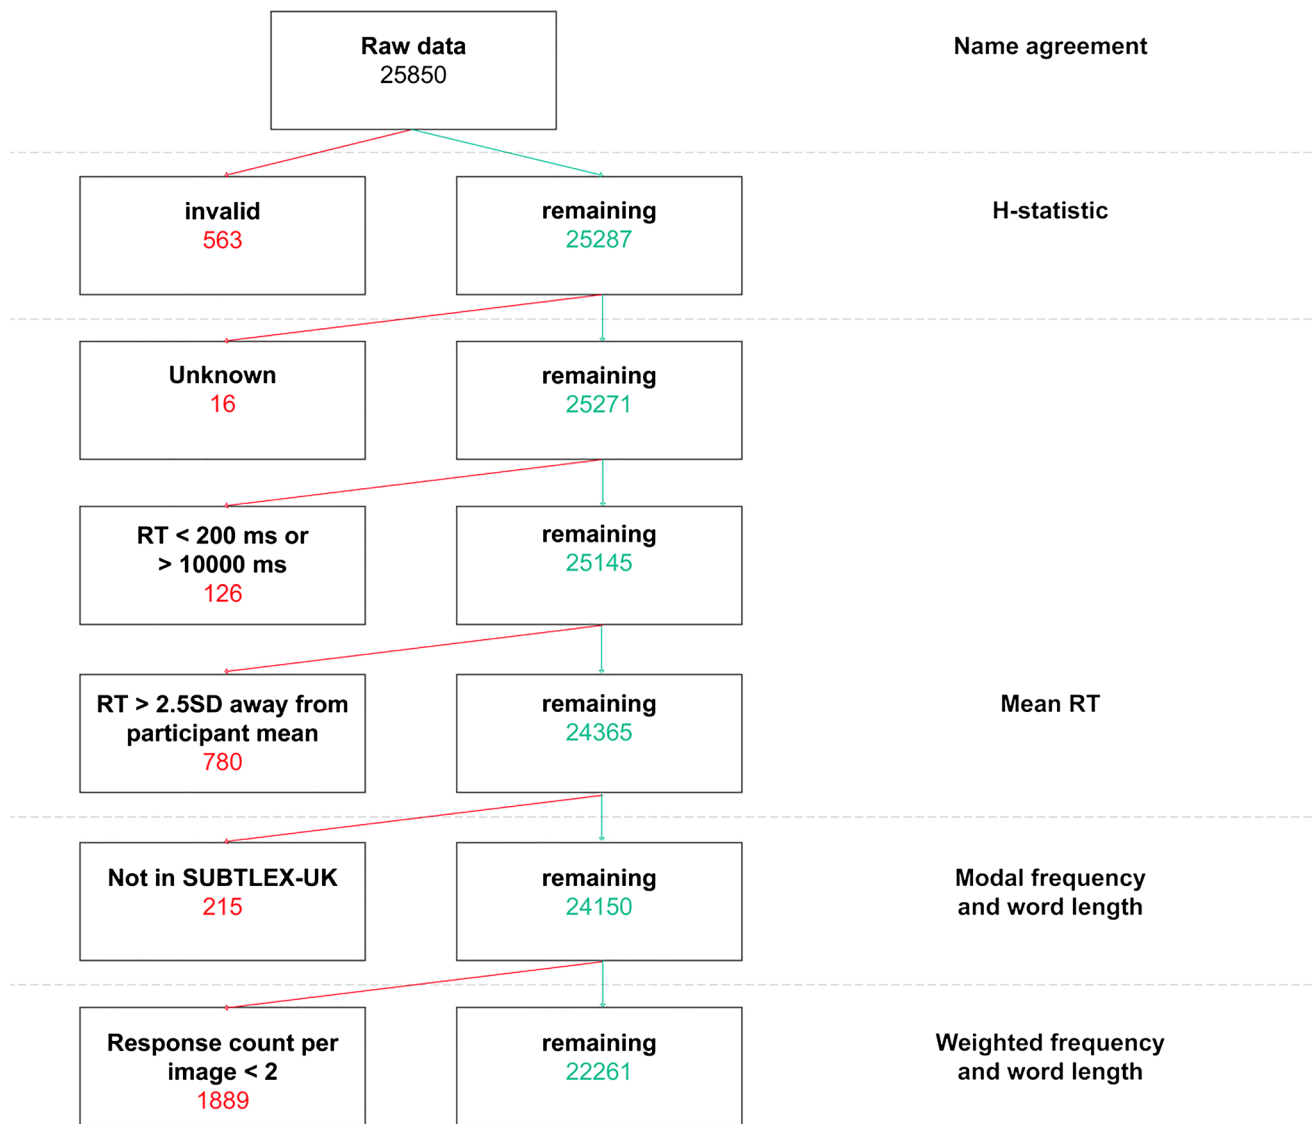 Raw data
25850
Name agreement
invalid
563
remaining
25287
H-statistic
Unknown
16
remaining
25271
RT < 200 ms or
> 10000 ms
126
remaining
25145
RT > 2.5SD away from
participant mean
780
remaining
24365
Mean RT
Not in SUBTLEX-UK
215
remaining
24150
Modal frequency
and word length
Response count per
image < 2
1889
remaining
22261
Weighted frequency
and word length